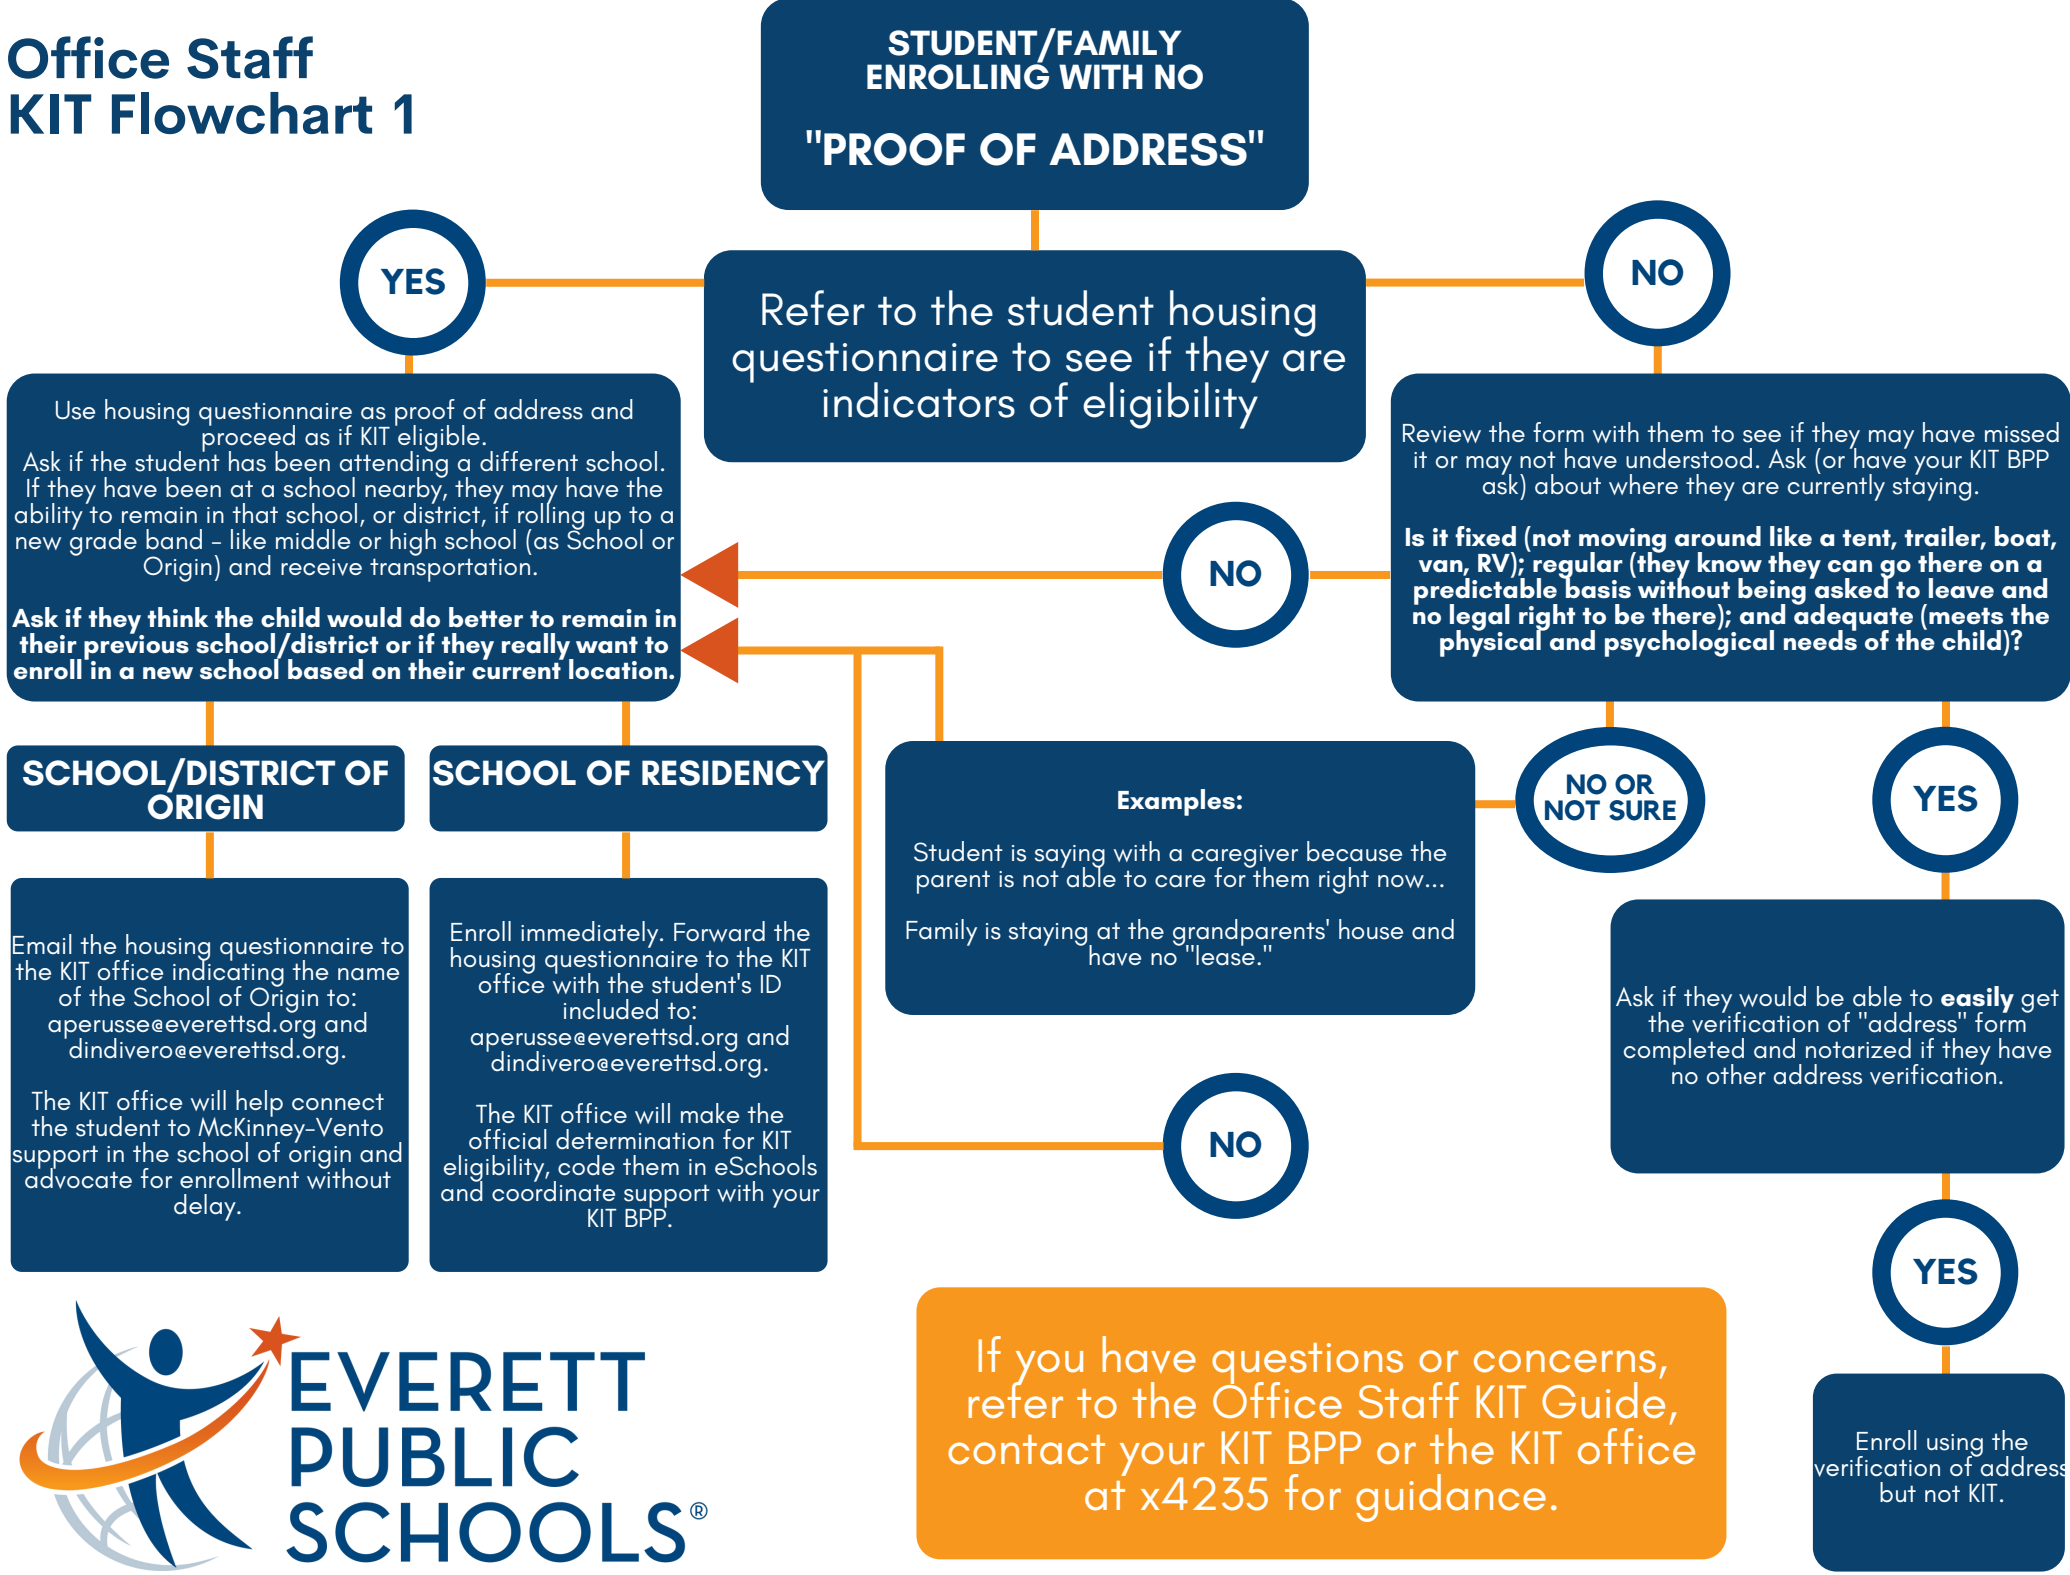 Office Staff
KIT Flowchart 1
STUDENT/FAMILY
ENROLLING WITH NO
"PROOF OF ADDRESS"
YES
NO
Refer to the student housing
questionnaire to see if they are
indicators of eligibility
Use housing questionnaire as proof of address and
proceed as if KIT eligible.
Ask if the student has been attending a different school.
If they have been at a school nearby, they may have the
ability to remain in that school, or district, if rolling up to a
new grade band - like middle or high school (as School or
Origin) and receive transportation.
Ask if they think the child would do better to remain in
their previous school/district or if they really want to
enroll in a new school based on their current location.
Review the form with them to see if they may have missed
it or may not have understood. Ask (or have your KIT BPP
ask) about where they are currently staying.
Is it fixed (not moving around like a tent, trailer, boat,
van, RV); regular (they know they can go there on a
predictable basis without being asked to leave and
no legal right to be there); and adequate (meets the
physical and psychological needs of the child)?
NO
SCHOOL/DISTRICT OF
ORIGIN
SCHOOL OF RESIDENCY
Examples:
Student is saying with a caregiver because the
parent is not able to care for them right now...
Family is staying at the grandparents' house and
have no "lease."
NO OR
NOT SURE
YES
Email the housing questionnaire to
the KIT office indicating the name
of the School of Origin to:
aperusse@everettsd.org and
dindivero@everettsd.org.
The KIT office will help connect
the student to McKinney-Vento
support in the school of origin and
advocate for enrollment without
delay.
Enroll immediately. Forward the
housing questionnaire to the KIT
office with the student's ID
included to:
aperusse@everettsd.org and
dindivero@everettsd.org.
The KIT office will make the
official determination for KIT
eligibility, code them in eSchools
and coordinate support with your
KIT BPP.
Ask if they would be able to easily get
the verification of "address" form
completed and notarized if they have
no other address verification.
NO
YES
Enroll using the
verification of address
but not KIT.
If you have questions or concerns,
refer to the Office Staff KIT Guide,
contact your KIT BPP or the KIT office
at x4235 for guidance.
EVERETT
PUBLIC
SCHOOLS®